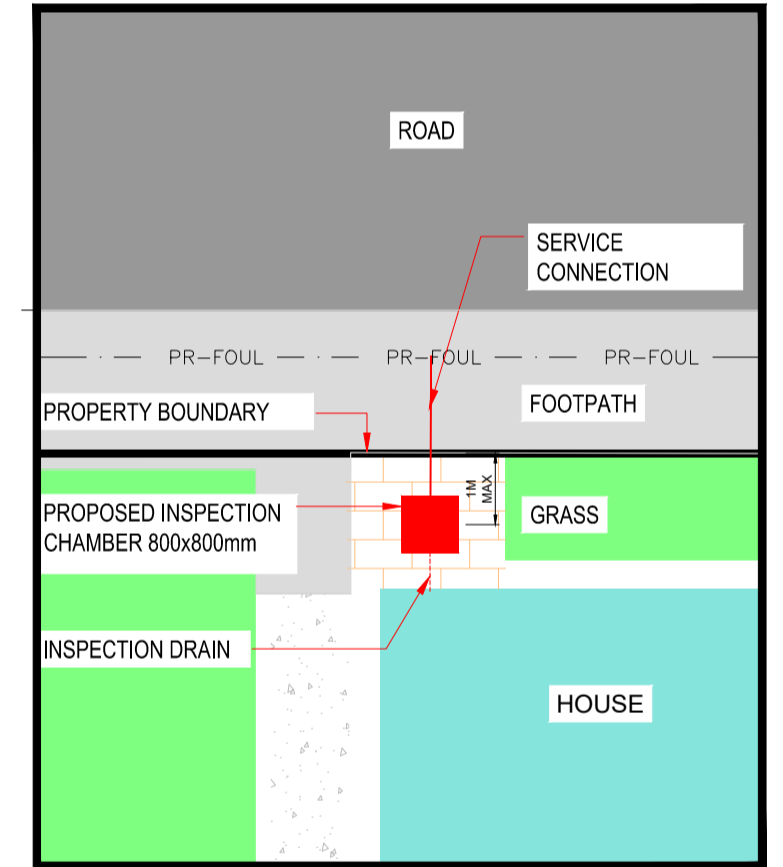 ROAD
SERVICE
CONNECTION
PR-FOUL
PR-FOUL
PR-FOUL
PROPERTY BOUNDARY
FOOTPATH
1M
MAX
PROPOSED INSPECTION
CHAMBER 800x800mm
GRASS
INSPECTION DRAIN
HOUSE